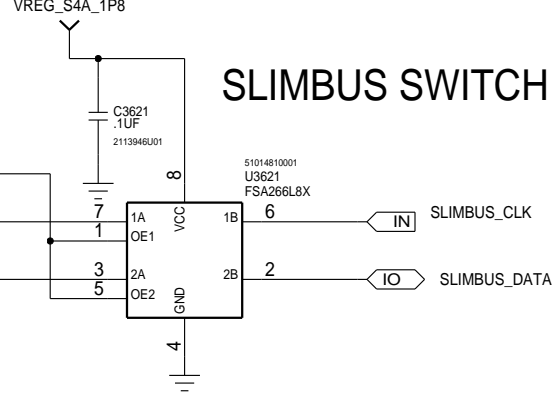 VREG_S4A_1P8
SLIMBUS SWITCH
C3621
.1UF
2113946U01
8
51014810001
U3621
FSA266L8X
7
1A
VCC
1B
6
IN
SLIMBUS_CLK
1
OE1
3
2A
2B
2
IO
SLIMBUS_DATA
5
OE2
GND
4